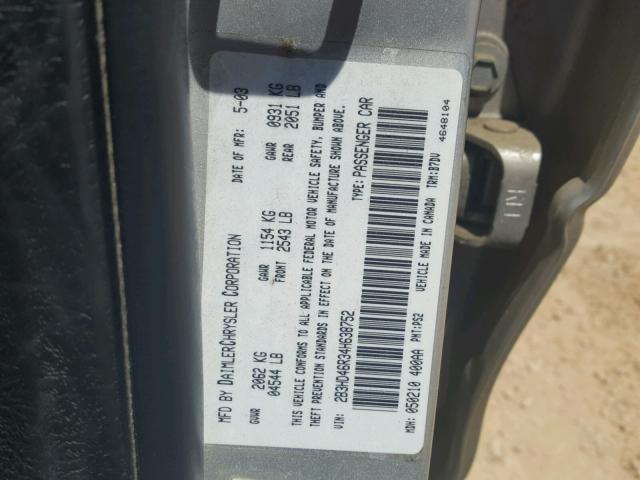 MFD BY DAIMLERCHRYSLER CORPORATION DATE OF MFR: 5-03
GVWR 2062 KG 04544 LB GAWR FRONT 1154 KG 2543 LB GAWR REAR 0931 KG 2051 LB
THIS VEHICLE CONFORMS TO ALL APPLICABLE FEDERAL MOTOR VEHICLE SAFETY, BUMPER AND
THEFT PREVENTION STANDARDS IN EFFECT ON THE DATE OF MANUFACTURE SHOWN ABOVE.
VIN: 2B3HD46R34H638752 TYPE: PASSENGER CAR
MDH: 050210 400AA PNT: PS2 VEHICLE MADE IN CANADA TRM: B7DV
4648104